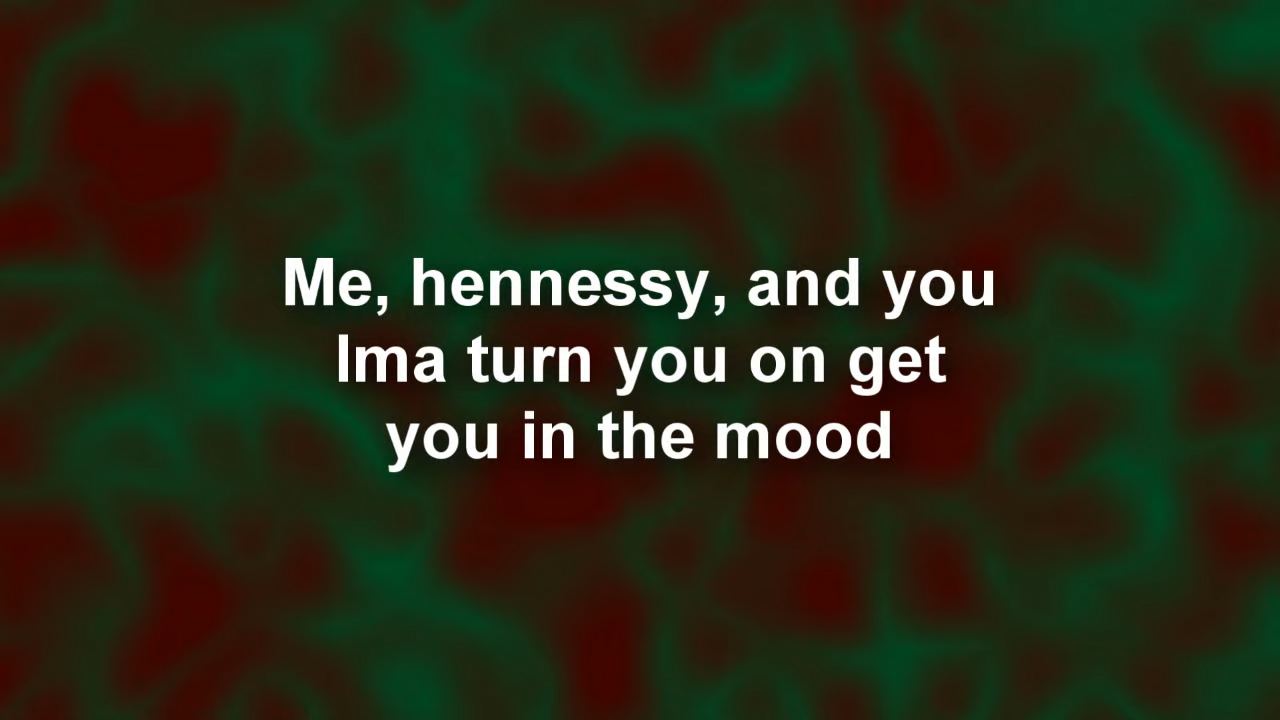 Me, hennessy, and you
Ima turn you on get
you in the mood